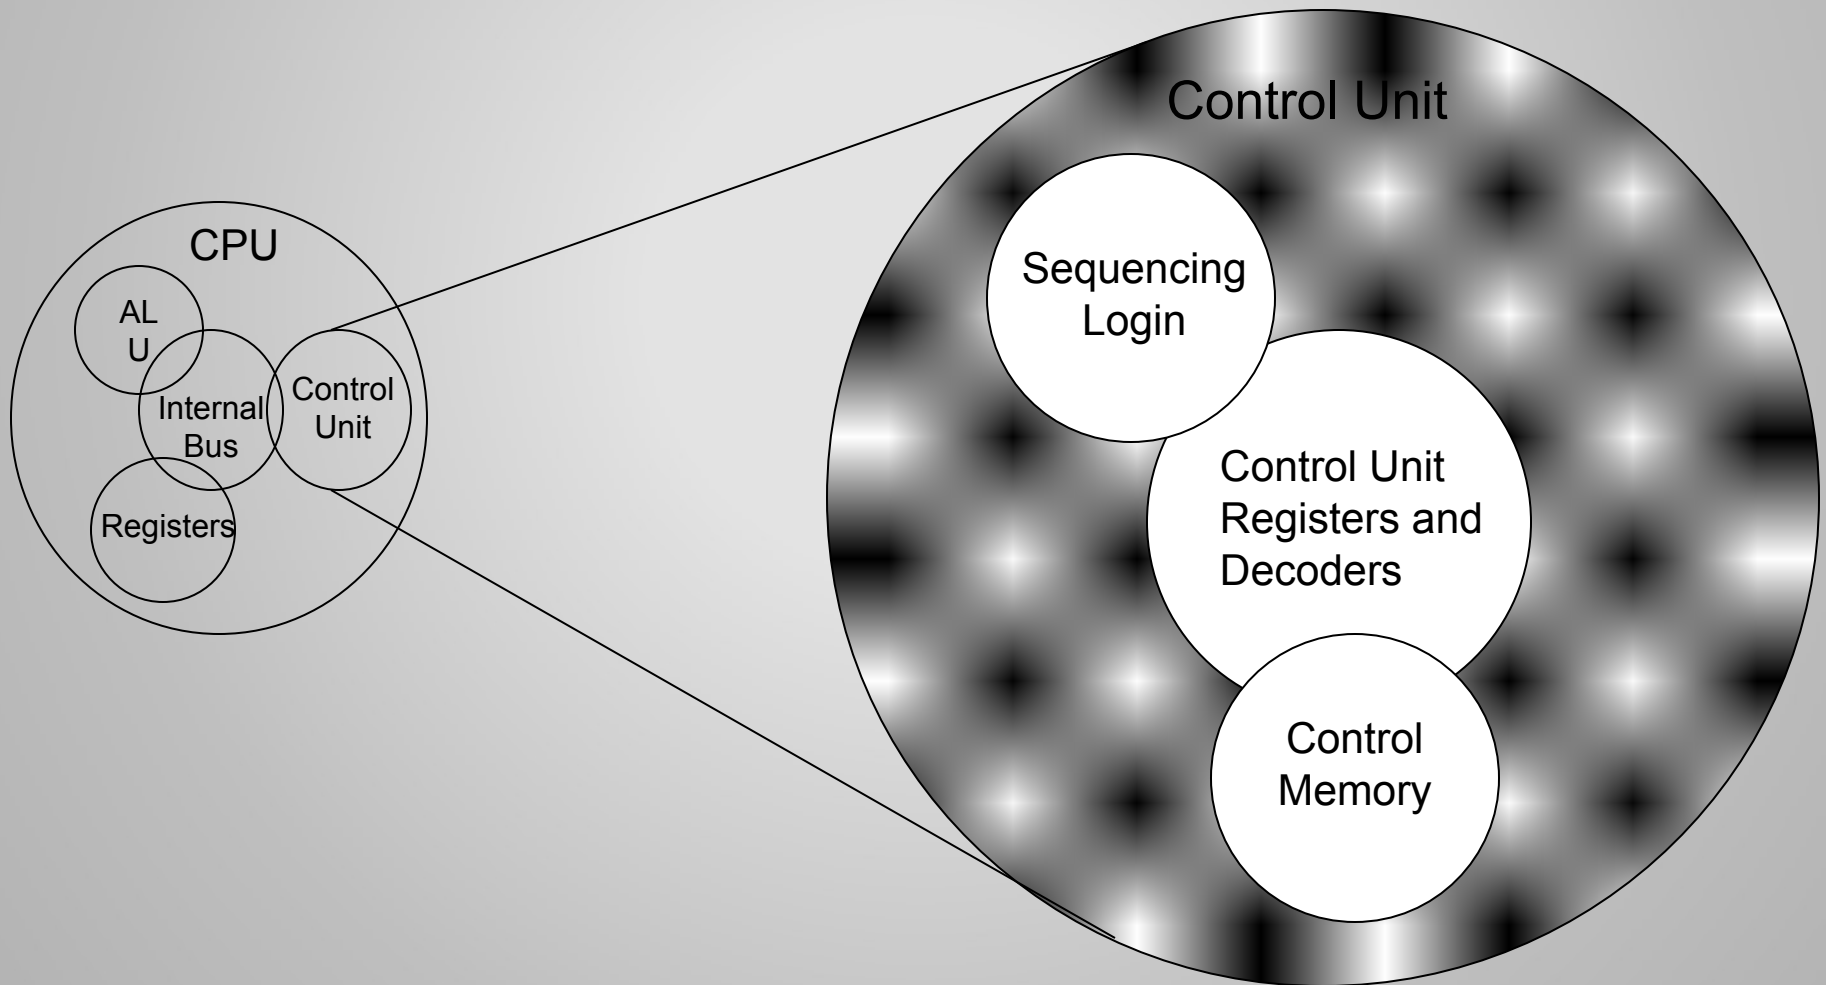 CPU
AL
U
Internal
Bus
Control
Unit
Registers
Control Unit
Sequencing
Login
Control Unit
Registers and
Decoders
Control
Memory